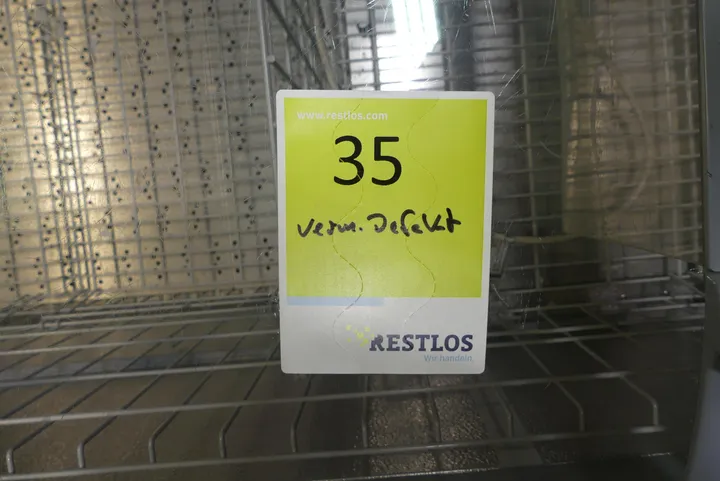 www.restlos.com
35
verm. Defekt
RESTLOS
Wir handeln.